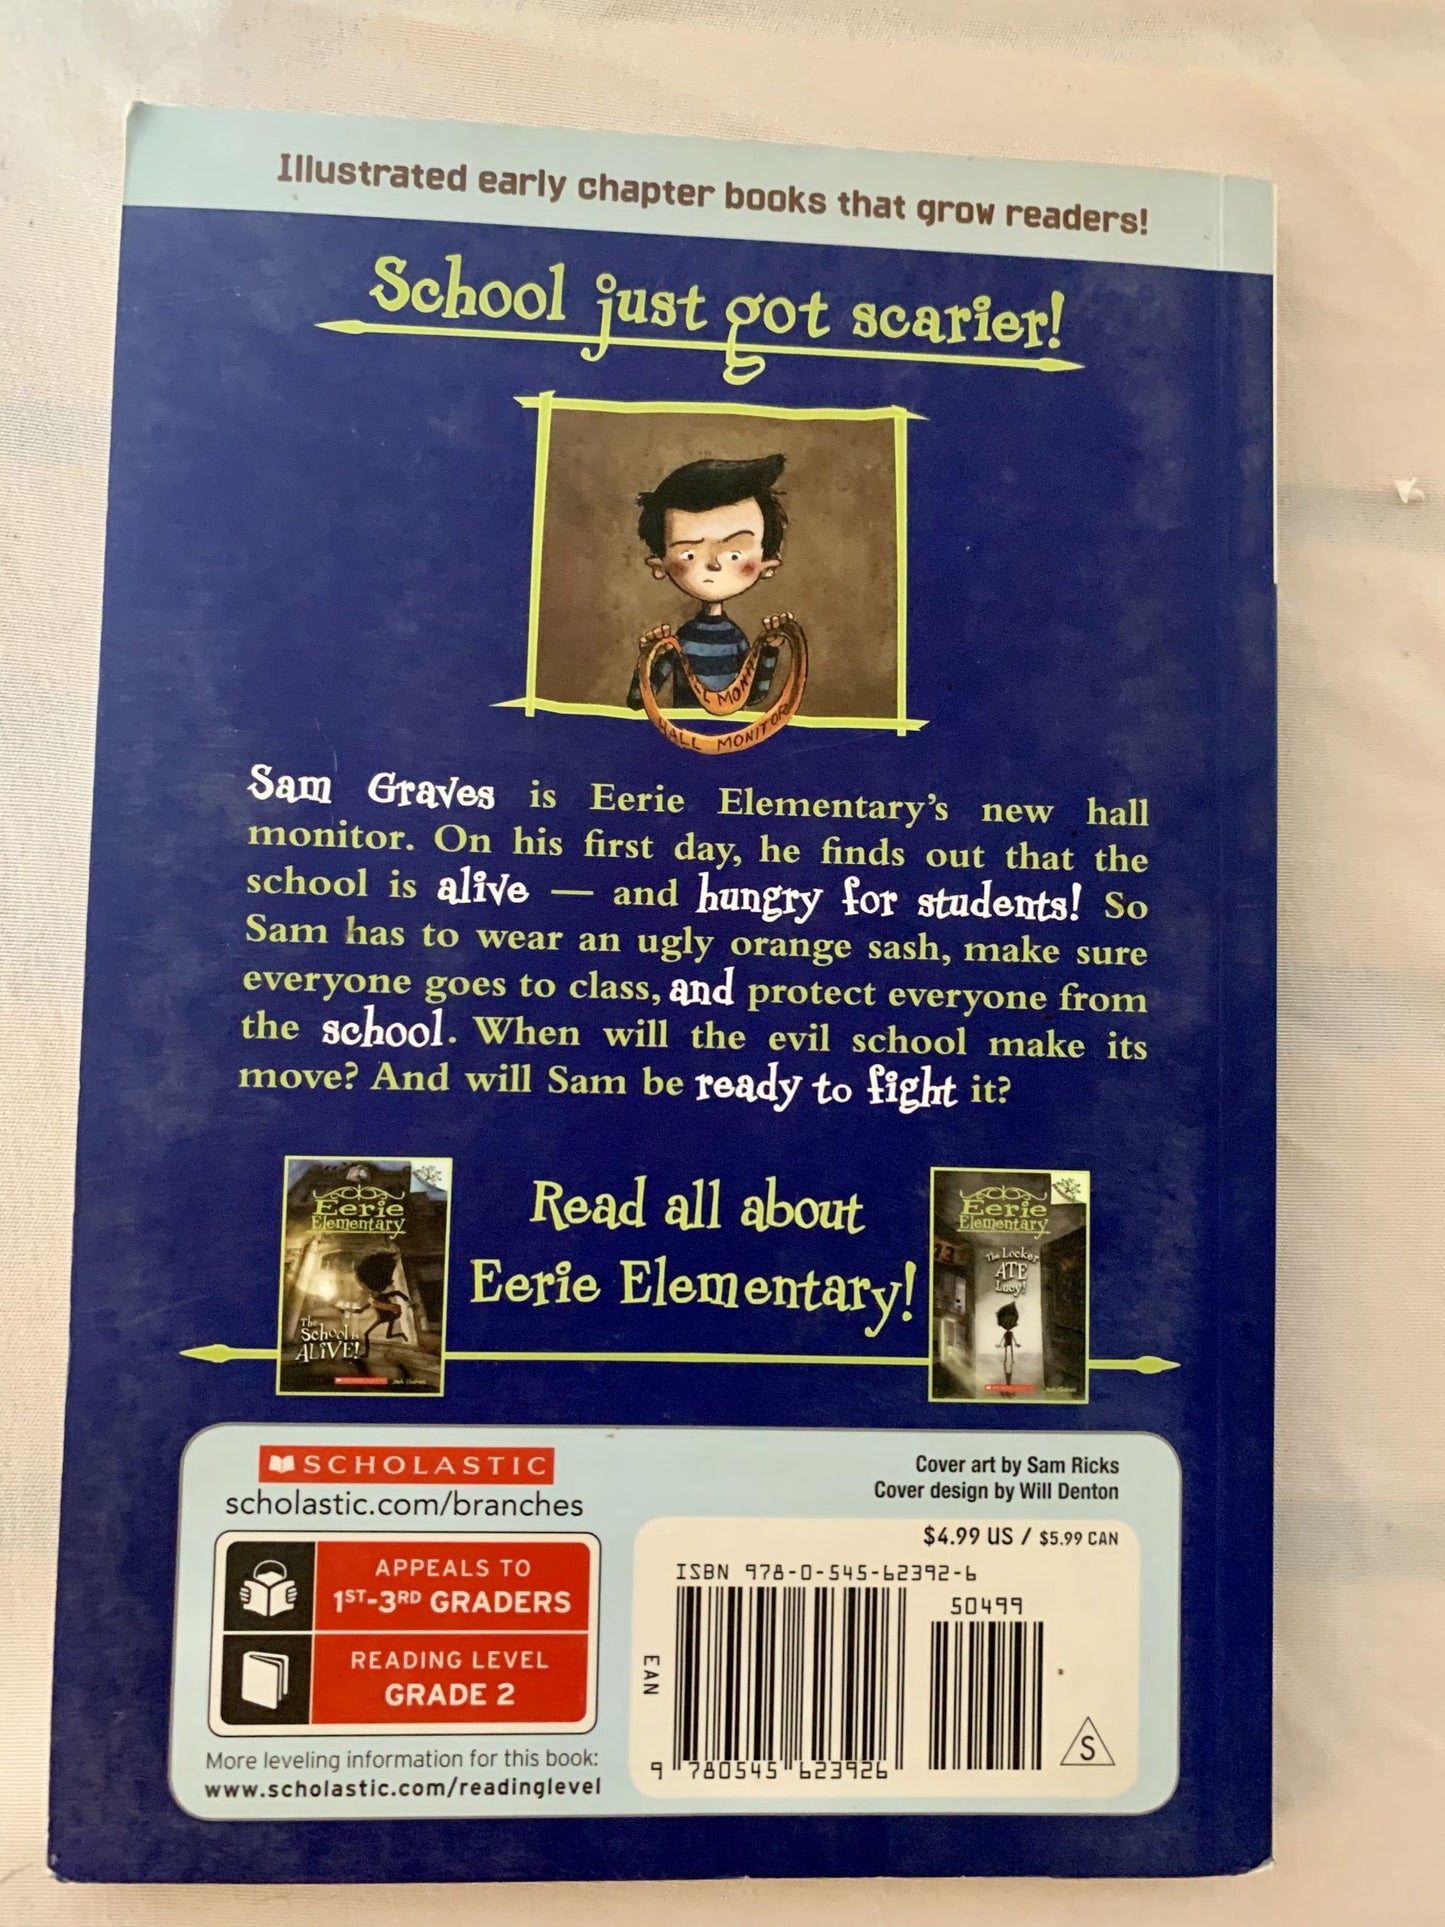 Illustrated early chapter books that grow readers!
School just got scarier!
L MON
HALL MONITOR
Sam Graves is Eerie Elementary's new hall
monitor. On his first day, he finds out that the
school is alive — and hungry for students! So
Sam has to wear an ugly orange sash, make sure
everyone goes to class, and protect everyone from
the school. When will the evil school make its
move? And will Sam be ready to fight it?
Eerie
Elementary
The
School is
ALiVE!
Read all about
Eerie Elementary!
Eerie
Elementary
The Locker
ATE
Lucy!
SCHOLASTIC
scholastic.com/branches
APPEALS TO
1ST-3RD GRADERS
READING LEVEL
GRADE 2
More leveling information for this book:
www.scholastic.com/readinglevel
Cover art by Sam Ricks
Cover design by Will Denton
$4.99 US / $5.99 CAN
ISBN 978-0-545-62392-6
50499
EAN
9 780545 623926
S